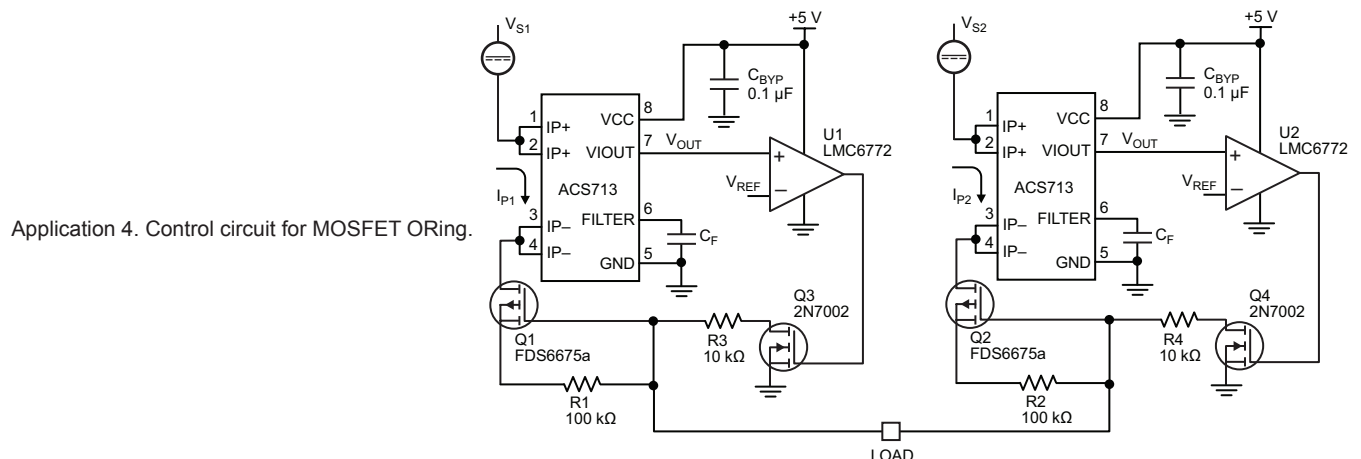 Application 4. Control circuit for MOSFET ORing.
VS1
+5 V
CBYP
0.1 µF
1
IP+
2
IP+
VCC
8
VIOUT
7
VOUT
ACS713
IP1
3
IP–
4
IP–
FILTER
6
GND
5
CF
VREF
+
–
U1
LMC6772
Q1
FDS6675a
R1
100 kΩ
R3
10 kΩ
Q3
2N7002
LOAD
VS2
+5 V
CBYP
0.1 µF
1
IP+
2
IP+
VCC
8
VIOUT
7
VOUT
ACS713
IP2
3
IP–
4
IP–
FILTER
6
GND
5
CF
VREF
+
–
U2
LMC6772
Q2
FDS6675a
R2
100 kΩ
R4
10 kΩ
Q4
2N7002